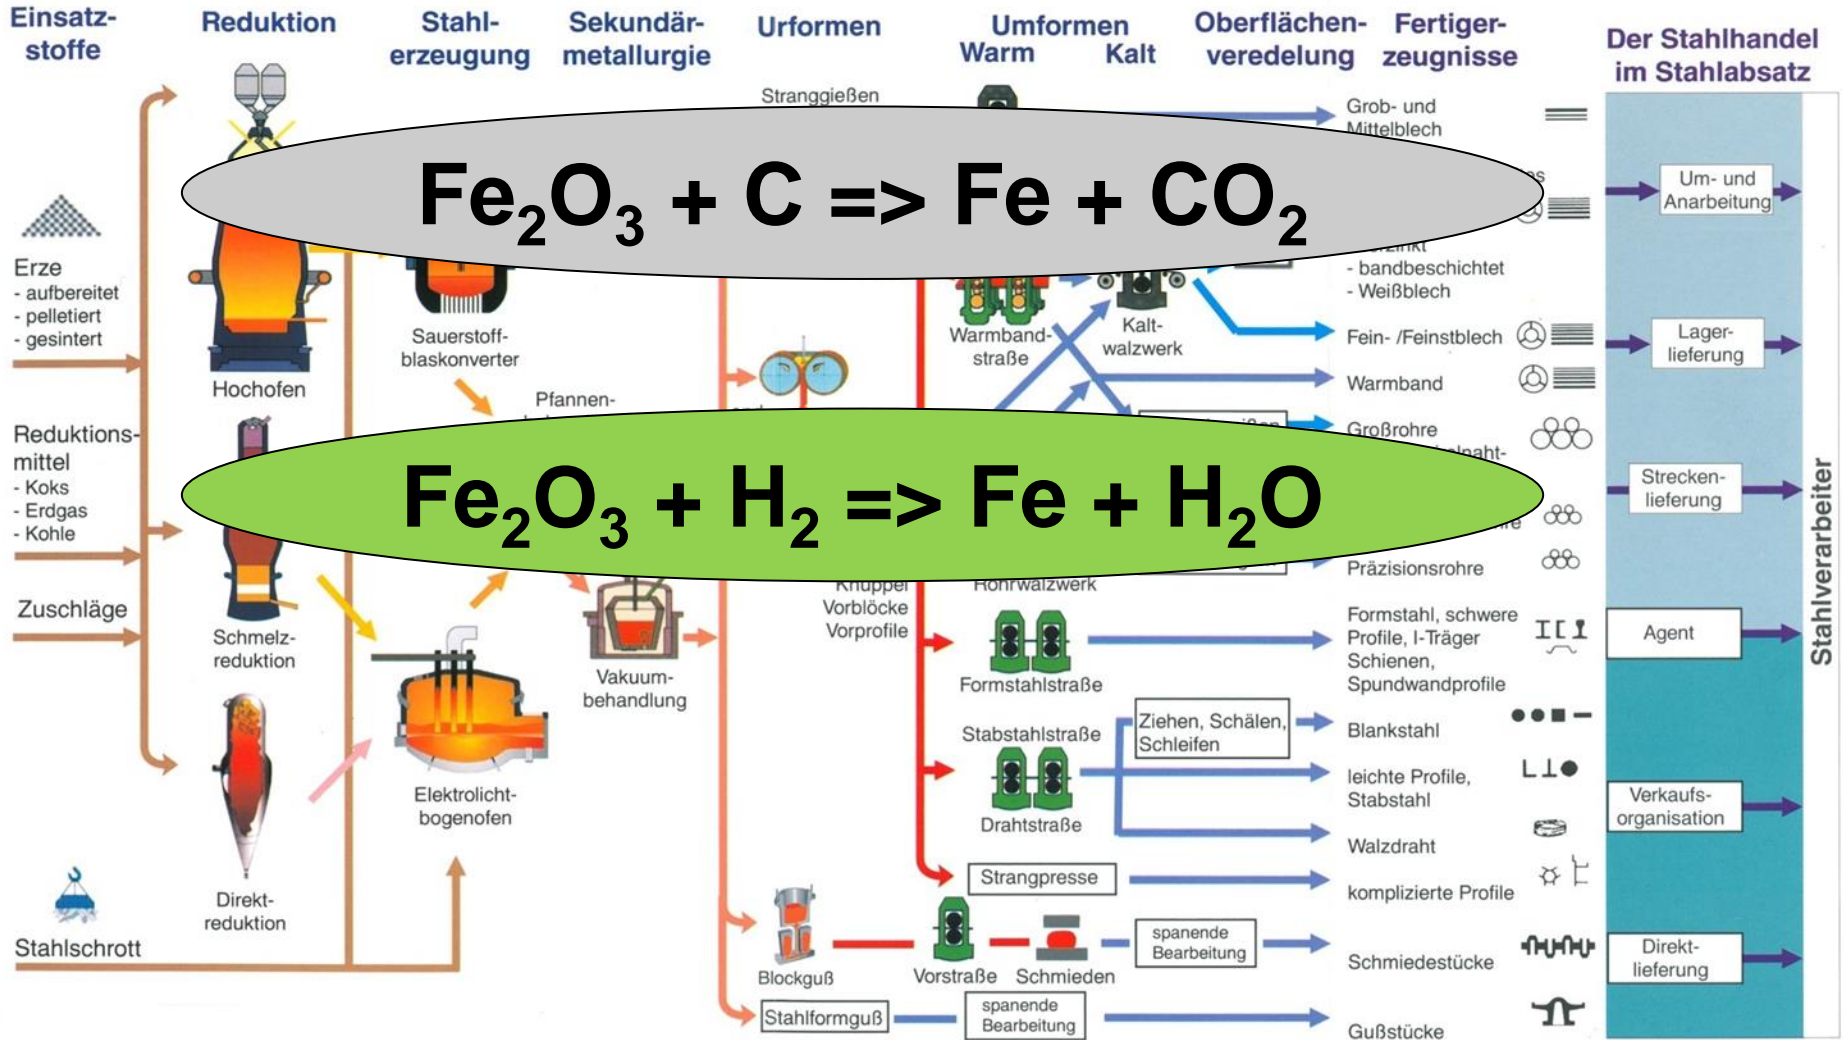 Einsatz-
stoffe
Reduktion
Stahl-
erzeugung
Sekundär-
metallurgie
Urformen
Umformen
Warm
Kalt
Oberflächen-
veredelung
Fertiger-
zeugnisse
Der Stahlhandel
im Stahlabsatz
Stranggießen
Grob- und
Mittelblech
Fe2O3 + C => Fe + CO2
Um- und
Anarbeitung
Erze
- aufbereitet
- pelletiert
- gesintert
- bandbeschichtet
- Weißblech
Sauerstoff-
blaskonverter
Warmband-
straße
Kalt-
walzwerk
Fein- /Feinstblech
Lager-
lieferung
Hochofen
Pfannen-
Warmband
Großrohre
Reduktions-
mittel
- Koks
- Erdgas
- Kohle
Fe2O3 + H2 => Fe + H2O
Strecken-
lieferung
Präzisionsrohre
Knüppel
Vorblöcke
Vorprofile
Rohrwalzwerk
Zuschläge
Schmelz-
reduktion
Vakuum-
behandlung
Formstahlstraße
Formstahl, schwere
Profile, I-Träger
Schienen,
Spundwandprofile
Agent
Stahlverarbeiter
Stabstahlstraße
Ziehen, Schälen,
Schleifen
Blankstahl
leichte Profile,
Stabstahl
Elektrolicht-
bogenofen
Drahtstraße
Walzdraht
Verkaufs-
organisation
Strangpresse
komplizierte Profile
Direkt-
reduktion
Stahlschrott
Blockguß
Vorstraße
Schmieden
spanende
Bearbeitung
Schmiedestücke
Direkt-
lieferung
Stahlformguß
spanende
Bearbeitung
Gußstücke